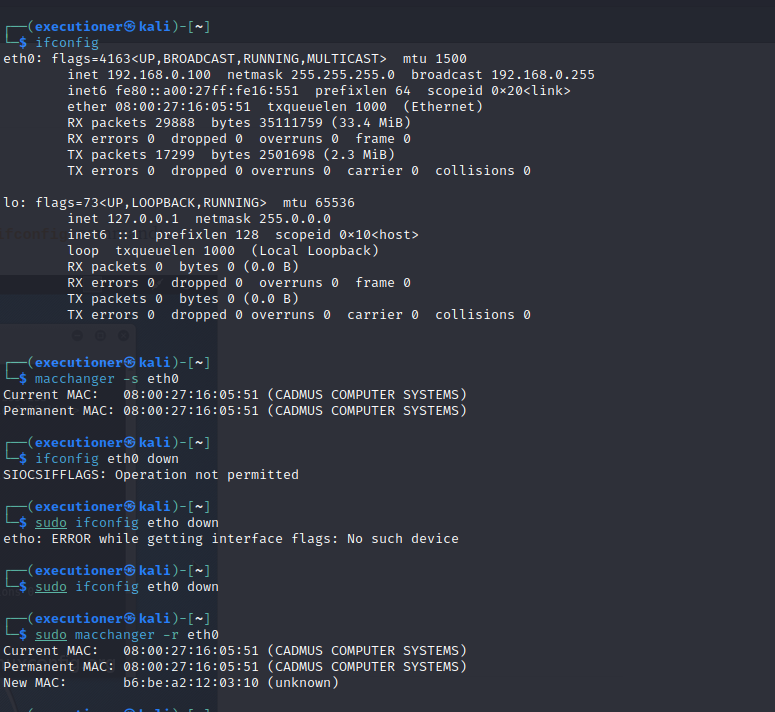 ┌──(executioner㉿kali)-[~]
└─$ ifconfig
eth0: flags=4163<UP,BROADCAST,RUNNING,MULTICAST>  mtu 1500
        inet 192.168.0.100  netmask 255.255.255.0  broadcast 192.168.0.255
        inet6 fe80::a00:27ff:fe16:551  prefixlen 64  scopeid 0×20<link>
        ether 08:00:27:16:05:51  txqueuelen 1000  (Ethernet)
        RX packets 29888  bytes 35111759 (33.4 MiB)
        RX errors 0  dropped 0  overruns 0  frame 0
        TX packets 17299  bytes 2501698 (2.3 MiB)
        TX errors 0  dropped 0 overruns 0  carrier 0  collisions 0

lo: flags=73<UP,LOOPBACK,RUNNING>  mtu 65536
        inet 127.0.0.1  netmask 255.0.0.0
        inet6 ::1  prefixlen 128  scopeid 0×10<host>
        loop  txqueuelen 1000  (Local Loopback)
        RX packets 0  bytes 0 (0.0 B)
        RX errors 0  dropped 0  overruns 0  frame 0
        TX packets 0  bytes 0 (0.0 B)
        TX errors 0  dropped 0 overruns 0  carrier 0  collisions 0

┌──(executioner㉿kali)-[~]
└─$ macchanger -s eth0
Current MAC:   08:00:27:16:05:51 (CADMUS COMPUTER SYSTEMS)
Permanent MAC: 08:00:27:16:05:51 (CADMUS COMPUTER SYSTEMS)

┌──(executioner㉿kali)-[~]
└─$ ifconfig eth0 down
SIOCSIFFLAGS: Operation not permitted

┌──(executioner㉿kali)-[~]
└─$ sudo ifconfig etho down
etho: ERROR while getting interface flags: No such device

┌──(executioner㉿kali)-[~]
└─$ sudo ifconfig eth0 down

┌──(executioner㉿kali)-[~]
└─$ sudo macchanger -r eth0
Current MAC:   08:00:27:16:05:51 (CADMUS COMPUTER SYSTEMS)
Permanent MAC: 08:00:27:16:05:51 (CADMUS COMPUTER SYSTEMS)
New MAC:       b6:be:a2:12:03:10 (unknown)